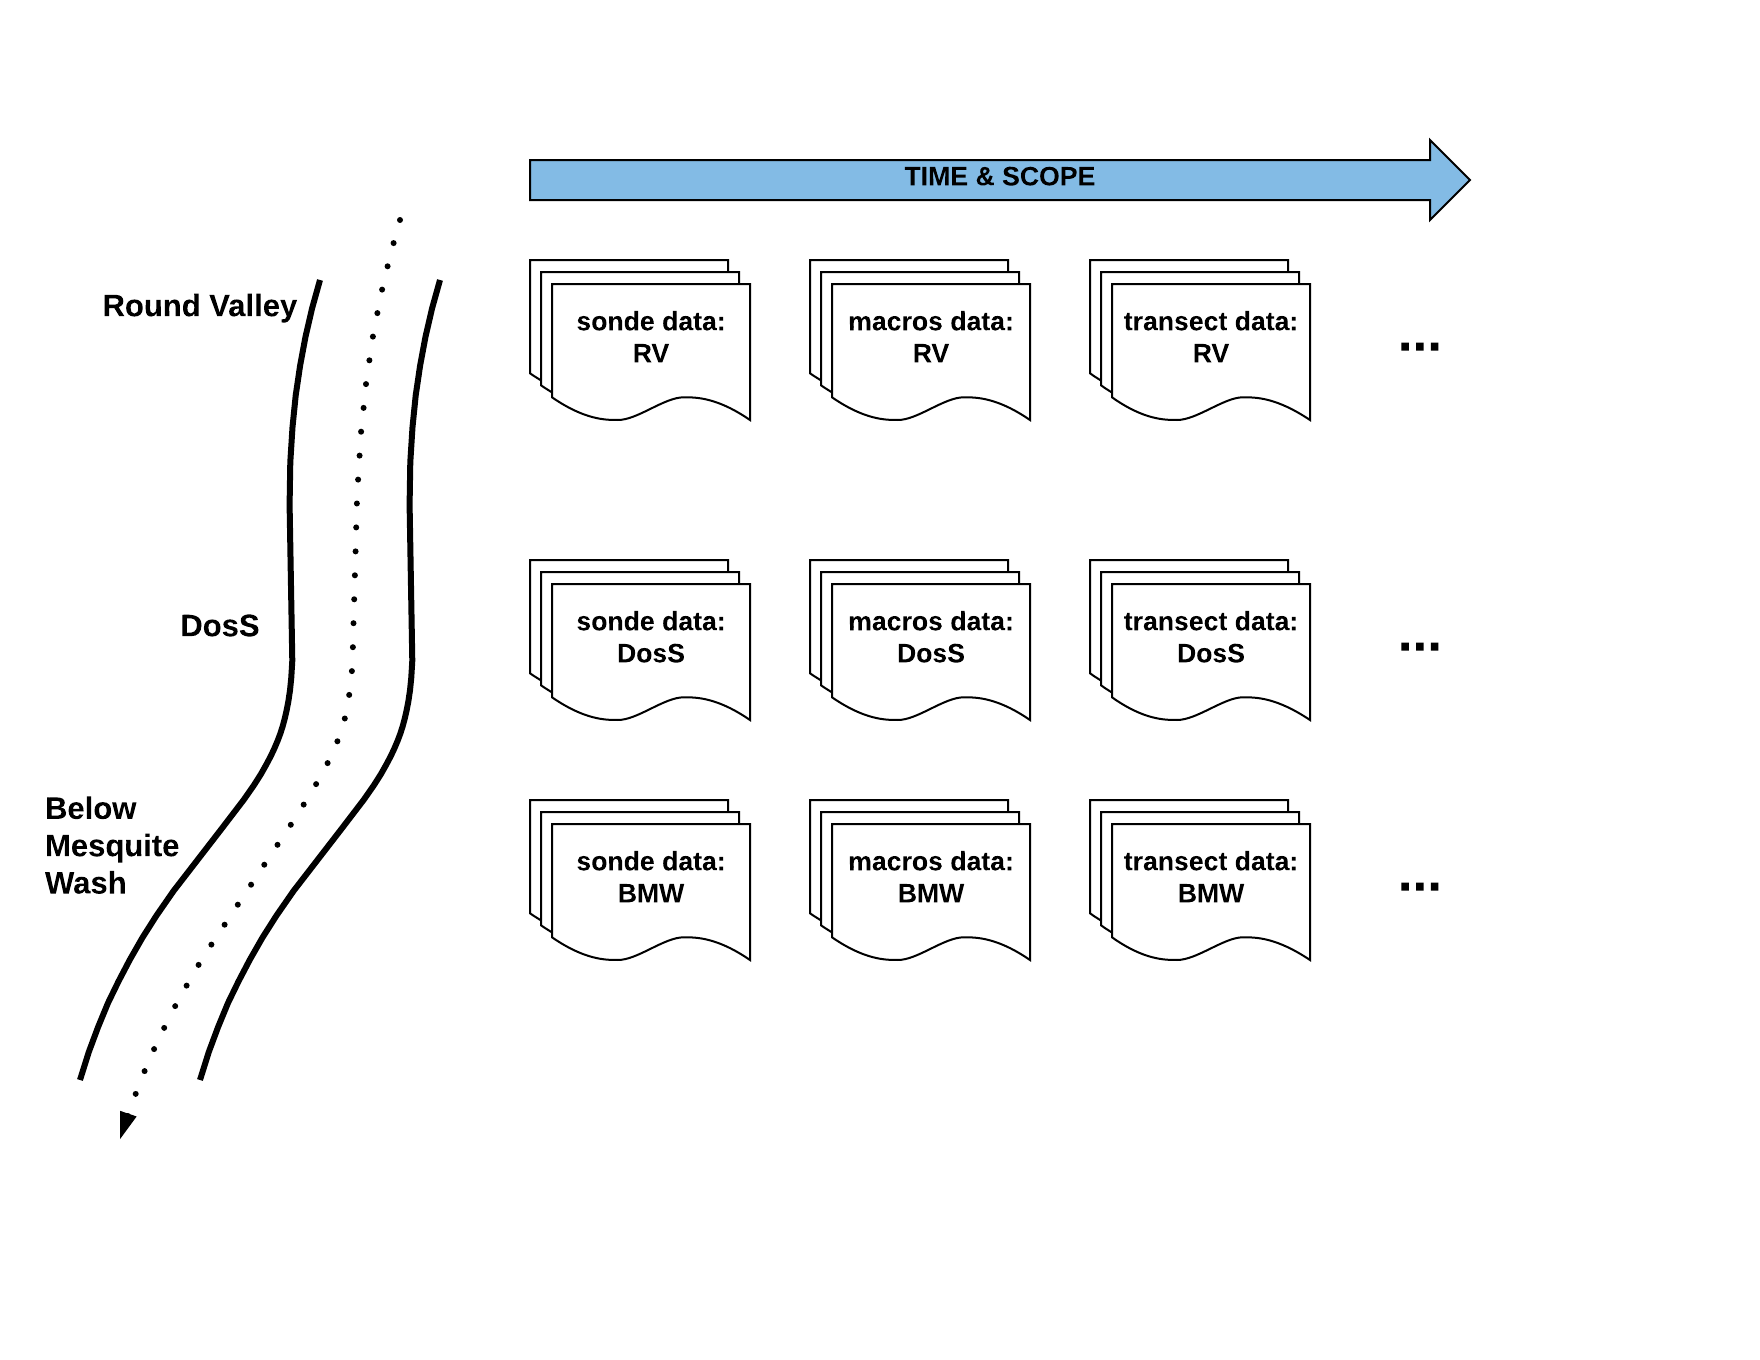 TIME & SCOPE
Round Valley
sonde data:
RV
macros data:
RV
transect data:
RV
...
DosS
sonde data:
DosS
macros data:
DosS
transect data:
DosS
...
Below
Mesquite
Wash
sonde data:
BMW
macros data:
BMW
transect data:
BMW
...